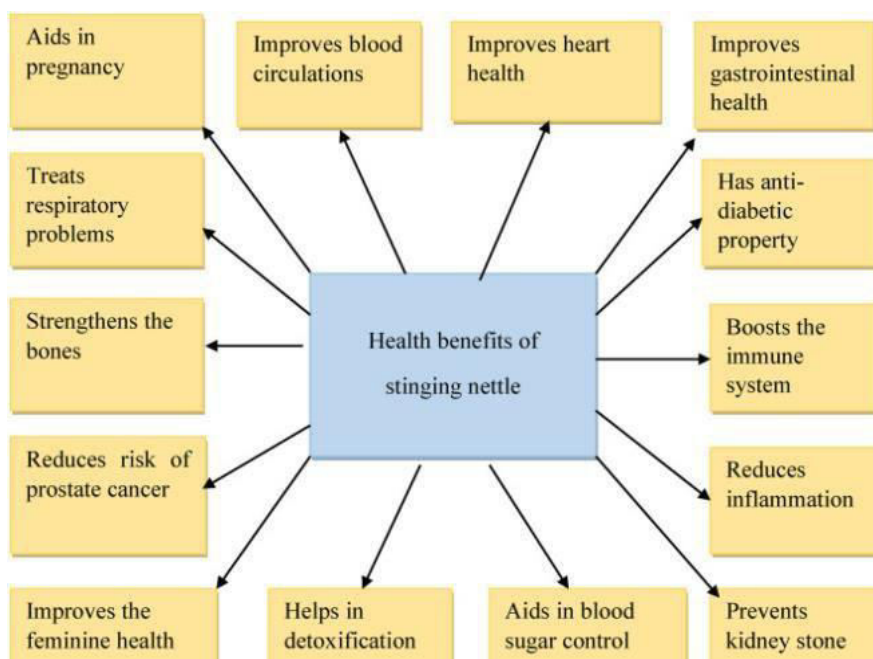 Aids in
pregnancy
Improves blood
circulations
Improves heart
health
Improves
gastrointestinal
health
Treats
respiratory
problems
Has anti-
diabetic
property
Strengthens the
bones
Health benefits of
stinging nettle
Boosts the
immune
system
Reduces risk of
prostate cancer
Reduces
inflammation
Improves the
feminine health
Helps in
detoxification
Aids in blood
sugar control
Prevents
kidney stone